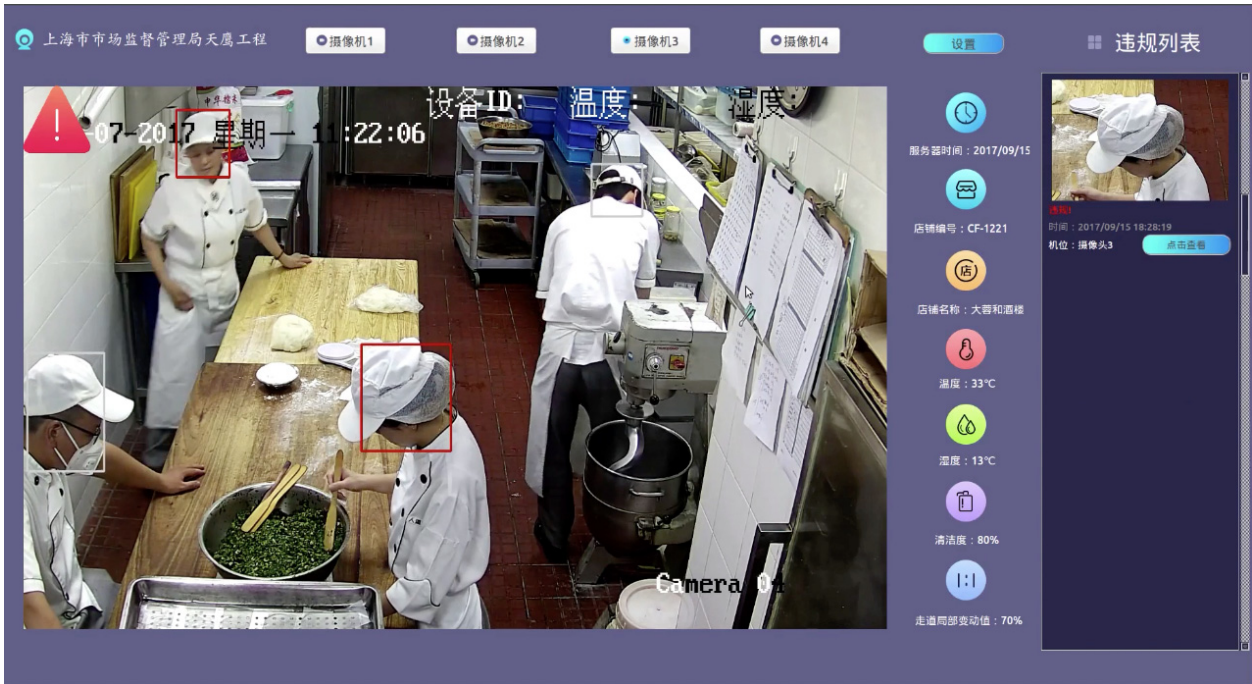 上海市市场监督管理局天鹰工程
摄像机1
摄像机2
摄像机3
摄像机4
设置
违规列表
设备ID: 温度: 湿度:
-07-2017 星期一 11:22:06
Camera 04
服务器时间：2017/09/15
店铺编号：CF-1221
店
店铺名称：大蓉和酒楼
温度：33℃
湿度：13℃
清洁度：80%
走道局部变动值：70%
违规1
时间：2017/09/15 18:28:19
机位：摄像头3
点击查看